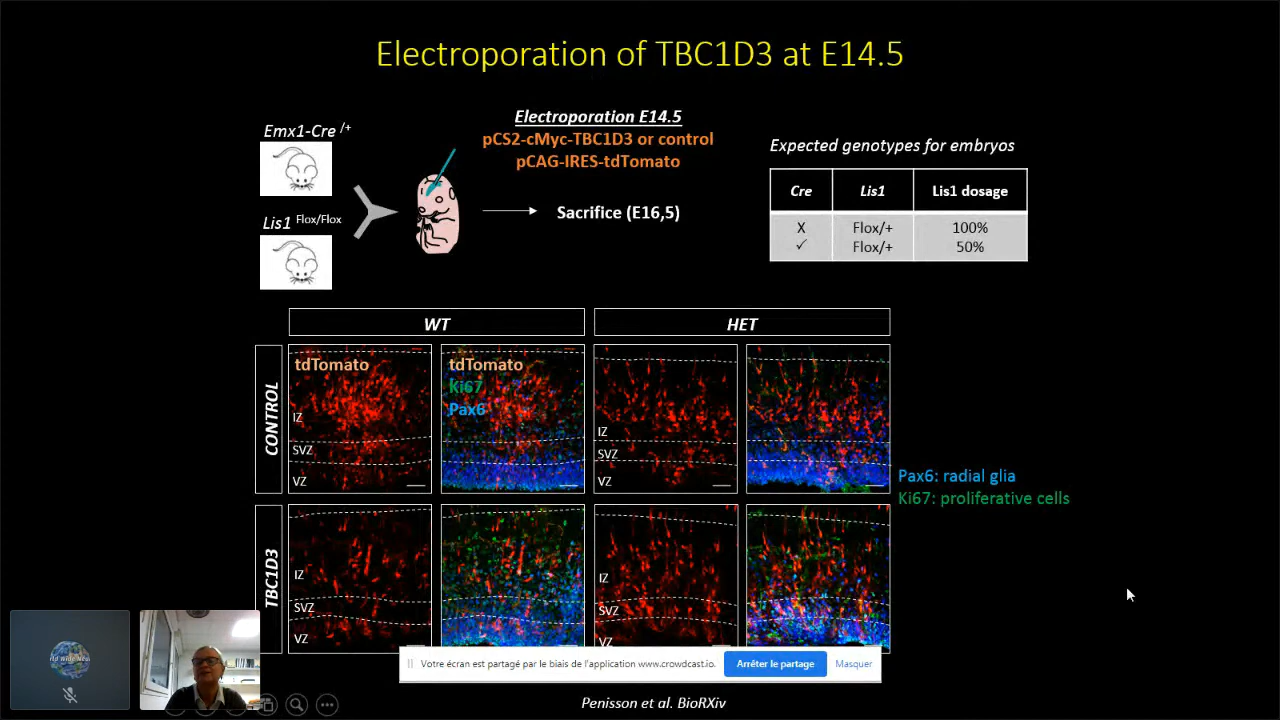 Electroporation of TBC1D3 at E14.5
Emx1-Cre /+
Lis1 Flox/Flox
Electroporation E14.5
pCS2-cMyc-TBC1D3 or control
pCAG-IRES-tdTomato
Sacrifice (E16,5)
Expected genotypes for embryos
Cre Lis1 Lis1 dosage
X Flox/+ 100%
✓ Flox/+ 50%
WT HET
CONTROL
tdTomato
IZ
SVZ
VZ
tdTomato
Ki67
Pax6
IZ
SVZ
VZ
Pax6: radial glia
Ki67: proliferative cells
TBC1D3
IZ
SVZ
VZ
IZ
SVZ
VZ
Votre écran est partagé par le biais de l'application www.crowdcast.io.
Arrêter le partage
Masquer
Penisson et al. BioRXiv